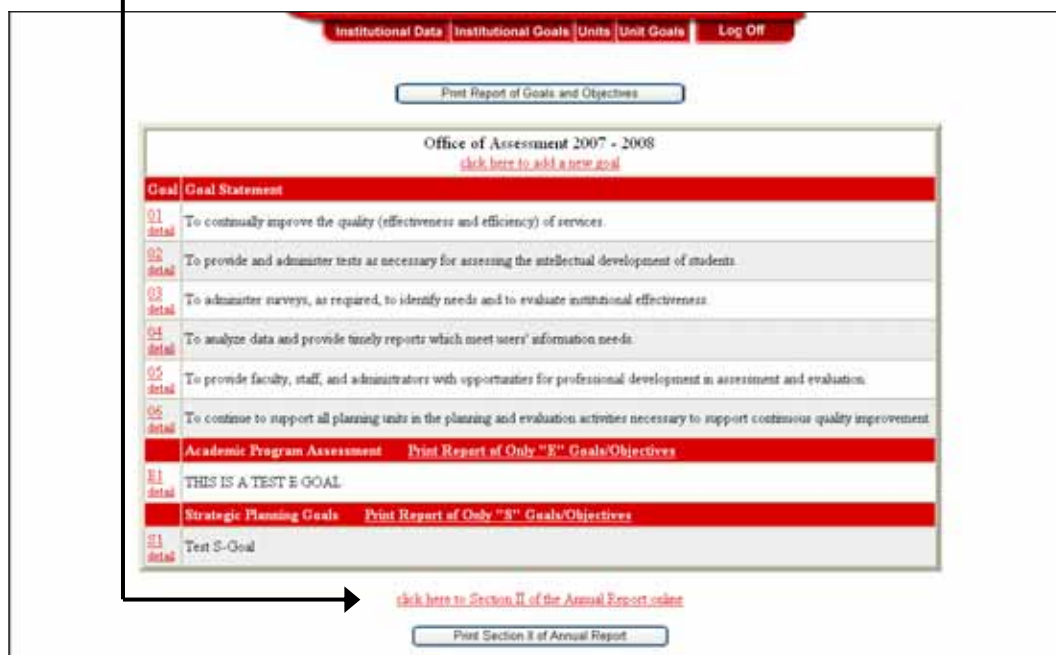 Institutional Data Institutional Goals Units Unit Goals Log Off
Print Report of Goals and Objectives
Office of Assessment 2007 - 2008
click here to add a new goal
Goal Goal Statement
01 detail To continually improve the quality (effectiveness and efficiency) of services.
02 detail To provide and administer tests as necessary for assessing the intellectual development of students.
03 detail To administer surveys, as required, to identify needs and to evaluate institutional effectiveness.
04 detail To analyze data and provide timely reports which meet users' information needs.
05 detail To provide faculty, staff, and administrators with opportunities for professional development in assessment and evaluation.
06 detail To continue to support all planning units in the planning and evaluation activities necessary to support continuous quality improvement
Academic Program Assessment Print Report of Only "E" Goals/Objectives
E1 detail THIS IS A TEST E GOAL
Strategic Planning Goals Print Report of Only "S" Goals/Objectives
S1 detail Test S-Goal
click here to Section II of the Annual Report online
Print Section II of Annual Report